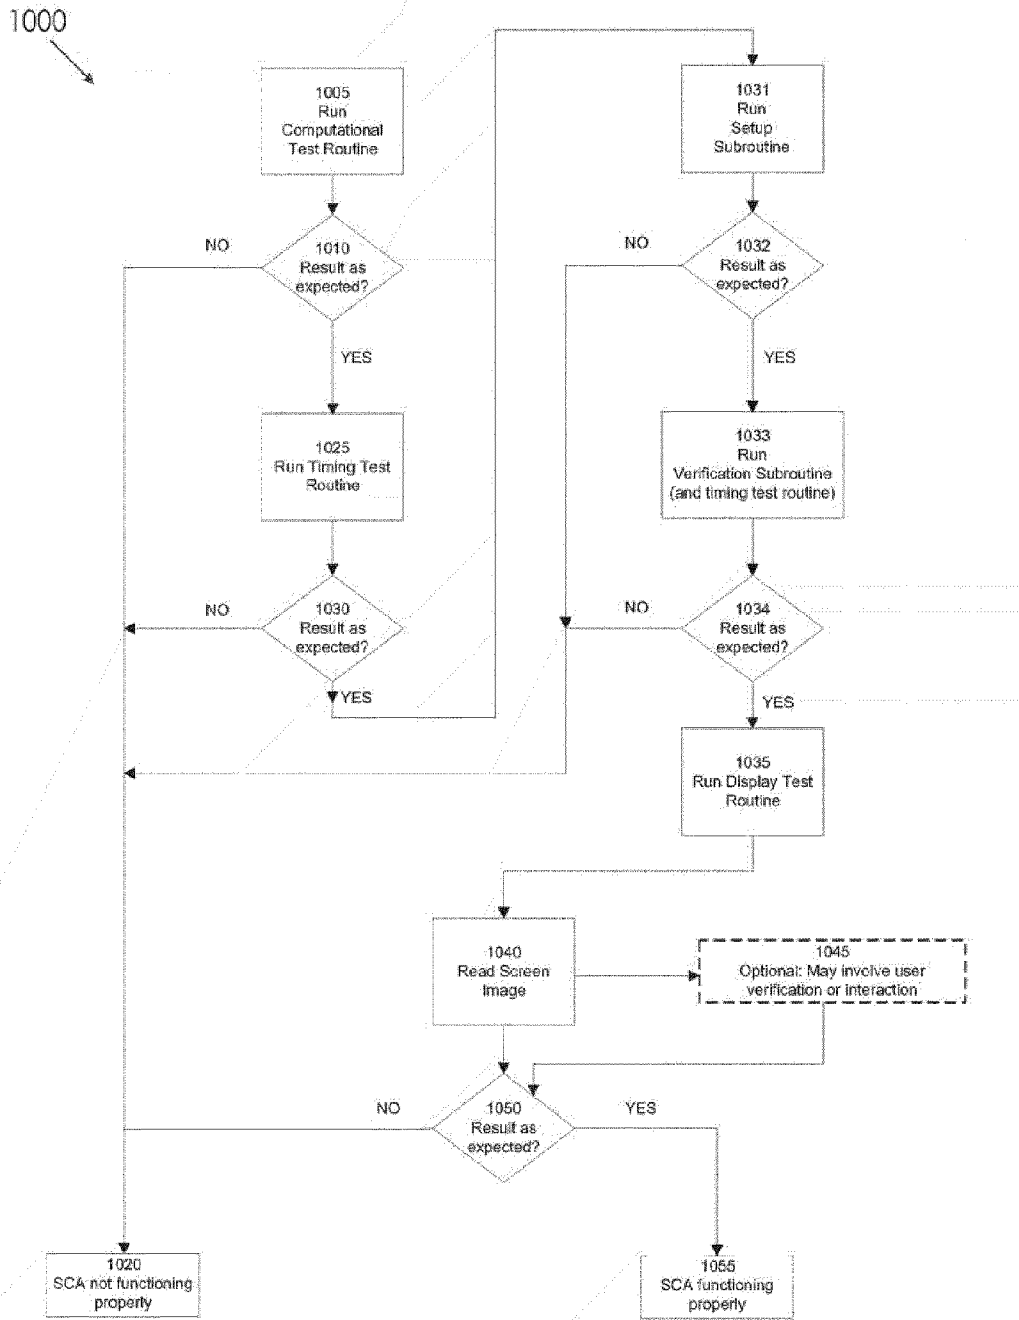 1000
1005
Run
Computational
Test Routine
NO
1010
Result as
expected?
YES
1025
Run Timing Test
Routine
NO
1030
Result as
expected?
YES
1031
Run
Setup
Subroutine
NO
1032
Result as
expected?
YES
1033
Run
Verification Subroutine
(and timing test routine)
NO
1034
Result as
expected?
YES
1035
Run Display Test
Routine
1040
Read Screen
Image
1045
Optional: May involve user
verification or interaction
NO
1050
Result as
expected?
YES
1020
SCA not functioning
properly
1055
SCA functioning
properly